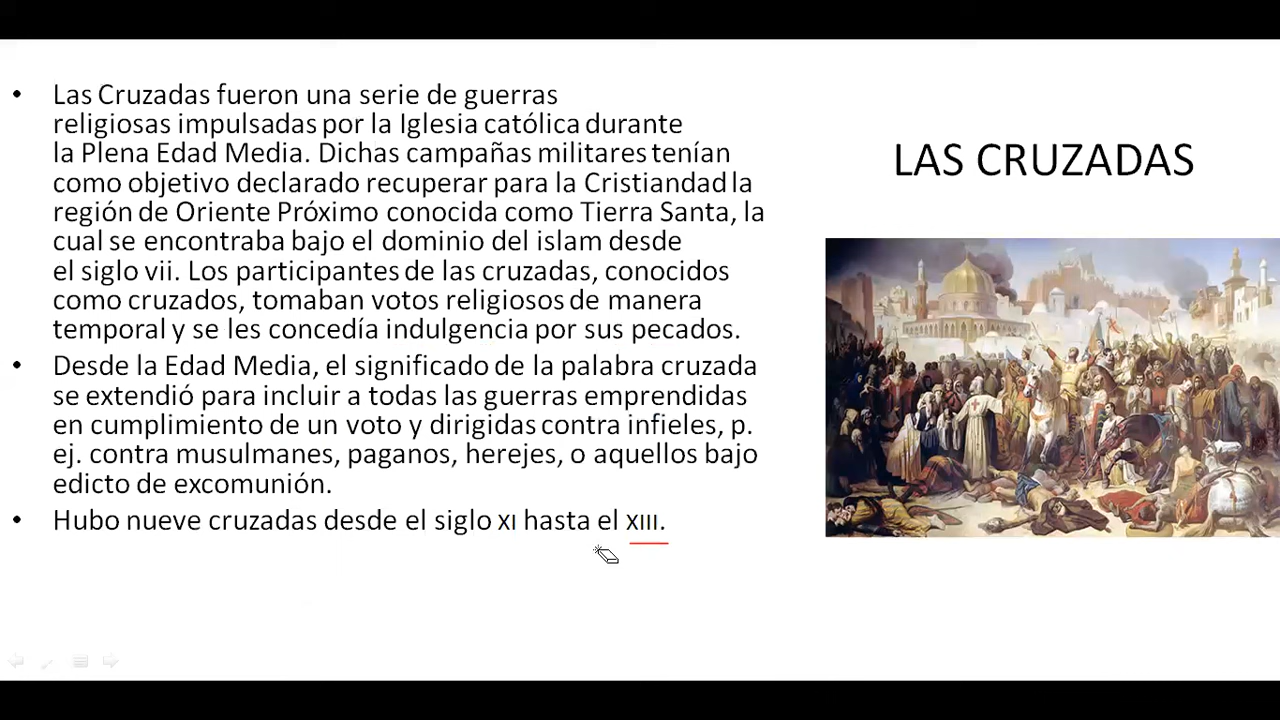 LAS CRUZADAS
• Las Cruzadas fueron una serie de guerras
religiosas impulsadas por la Iglesia católica durante
la Plena Edad Media. Dichas campañas militares tenían
como objetivo declarado recuperar para la Cristiandad la
región de Oriente Próximo conocida como Tierra Santa, la
cual se encontraba bajo el dominio del islam desde
el siglo vii. Los participantes de las cruzadas, conocidos
como cruzados, tomaban votos religiosos de manera
temporal y se les concedía indulgencia por sus pecados.
• Desde la Edad Media, el significado de la palabra cruzada
se extendió para incluir a todas las guerras emprendidas
en cumplimiento de un voto y dirigidas contra infieles, p.
ej. contra musulmanes, paganos, herejes, o aquellos bajo
edicto de excomunión.
• Hubo nueve cruzadas desde el siglo XI hasta el XIII.